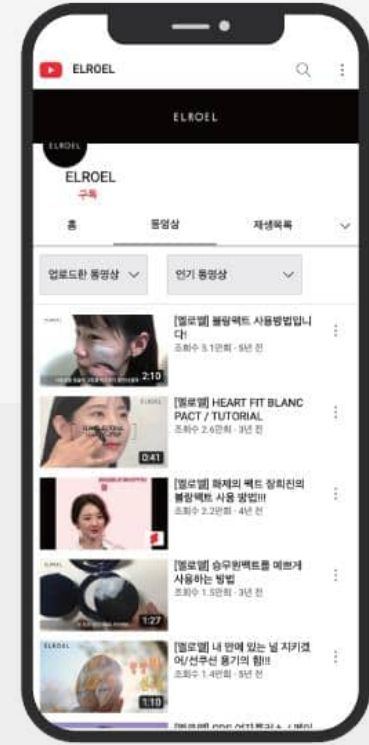 ELROEL
ELROEL
ELROEL
ELROEL
구독
홈
동영상
재생목록
업로드한 동영상
인기 동영상
2:10
[엘로엘] 블랑팩트 사용방법입니
다!
조회수 5.1만회 · 5년 전
ELROEL
0:41
[엘로엘] HEART FIT BLANC
PACT / TUTORIAL
조회수 2.6만회 · 3년 전
[엘로엘] 화제의 팩트 장희진의
블랑팩트 사용 방법!!!
조회수 2.2만회 · 4년 전
1:27
[엘로엘] 승무원팩트를 예쁘게
사용하는 방법
조회수 1.5만회 · 3년 전
ELROEL
1:10
[엘로엘] 내 안에 있는 널 지키겠
어/선쿠션 용기의 힘!!
조회수 1.4만회 · 5년 전